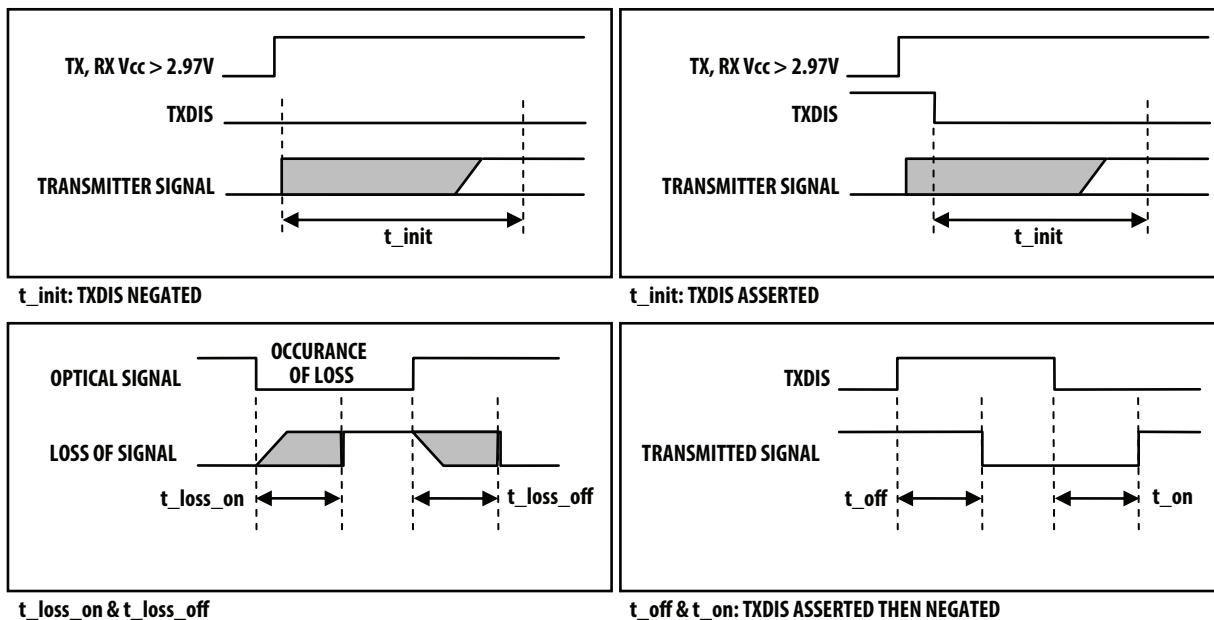 TX, RX Vcc > 2.97V
TXDIS
TRANSMITTER SIGNAL
t_init
t_init: TXDIS NEGATED
TX, RX Vcc > 2.97V
TXDIS
TRANSMITTER SIGNAL
t_init
t_init: TXDIS ASSERTED
OPTICAL SIGNAL
OCCURANCE
OF LOSS
LOSS OF SIGNAL
t_loss_on
t_loss_off
t_loss_on & t_loss_off
TXDIS
TRANSMITTED SIGNAL
t_off
t_on
t_off & t_on: TXDIS ASSERTED THEN NEGATED